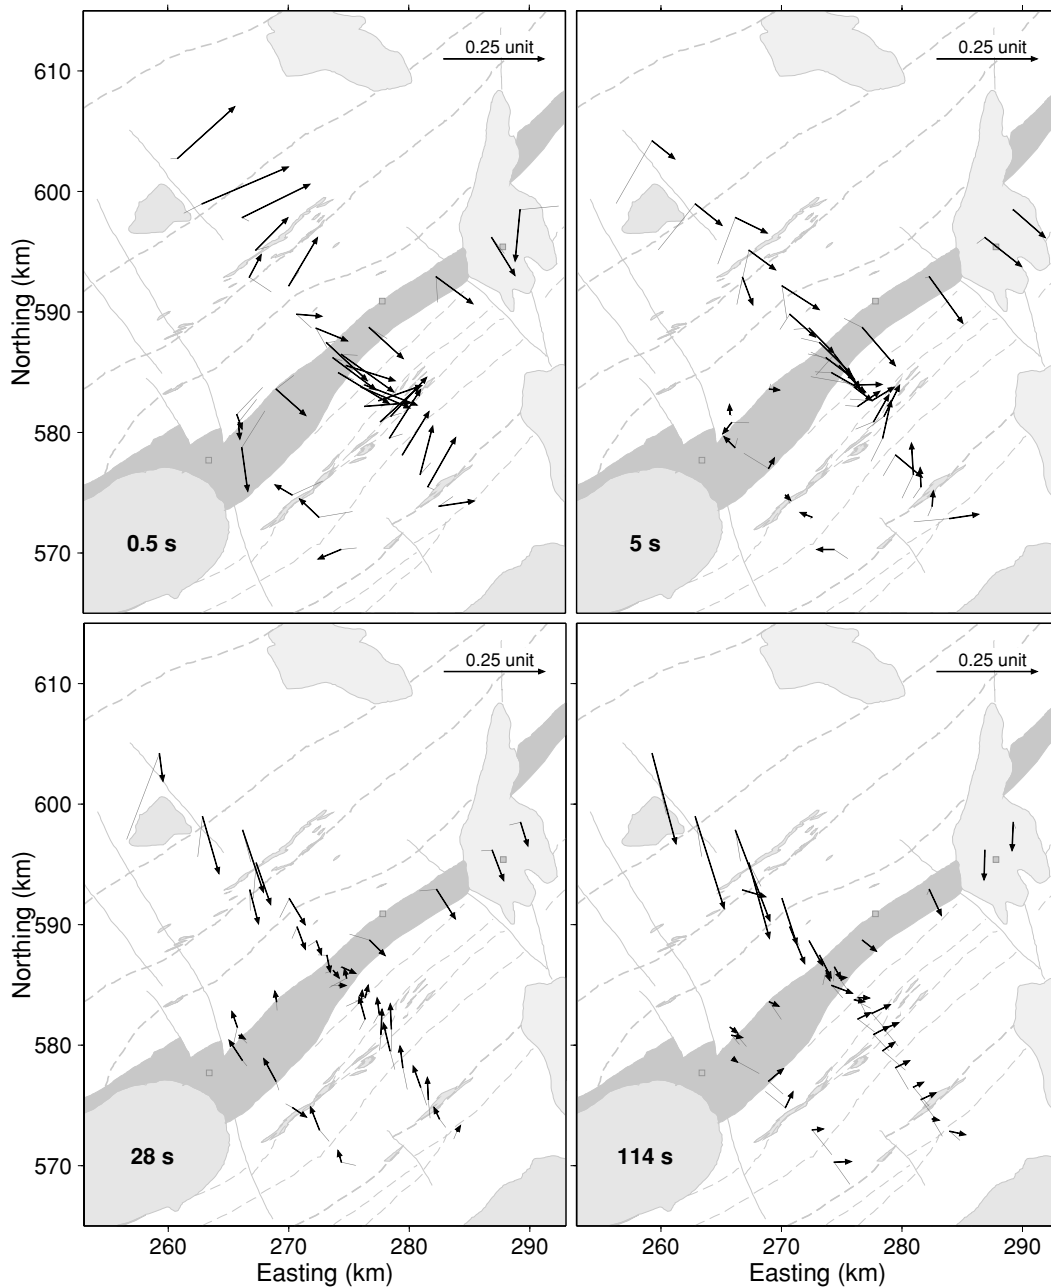 0.25 unit 0.25 unit
610
600
590
580
570
Northing (km)
0.5 s 5 s
0.25 unit 0.25 unit
610
600
590
580
570
Northing (km)
28 s 114 s
260 270 280 290 260 270 280 290
Easting (km) Easting (km)